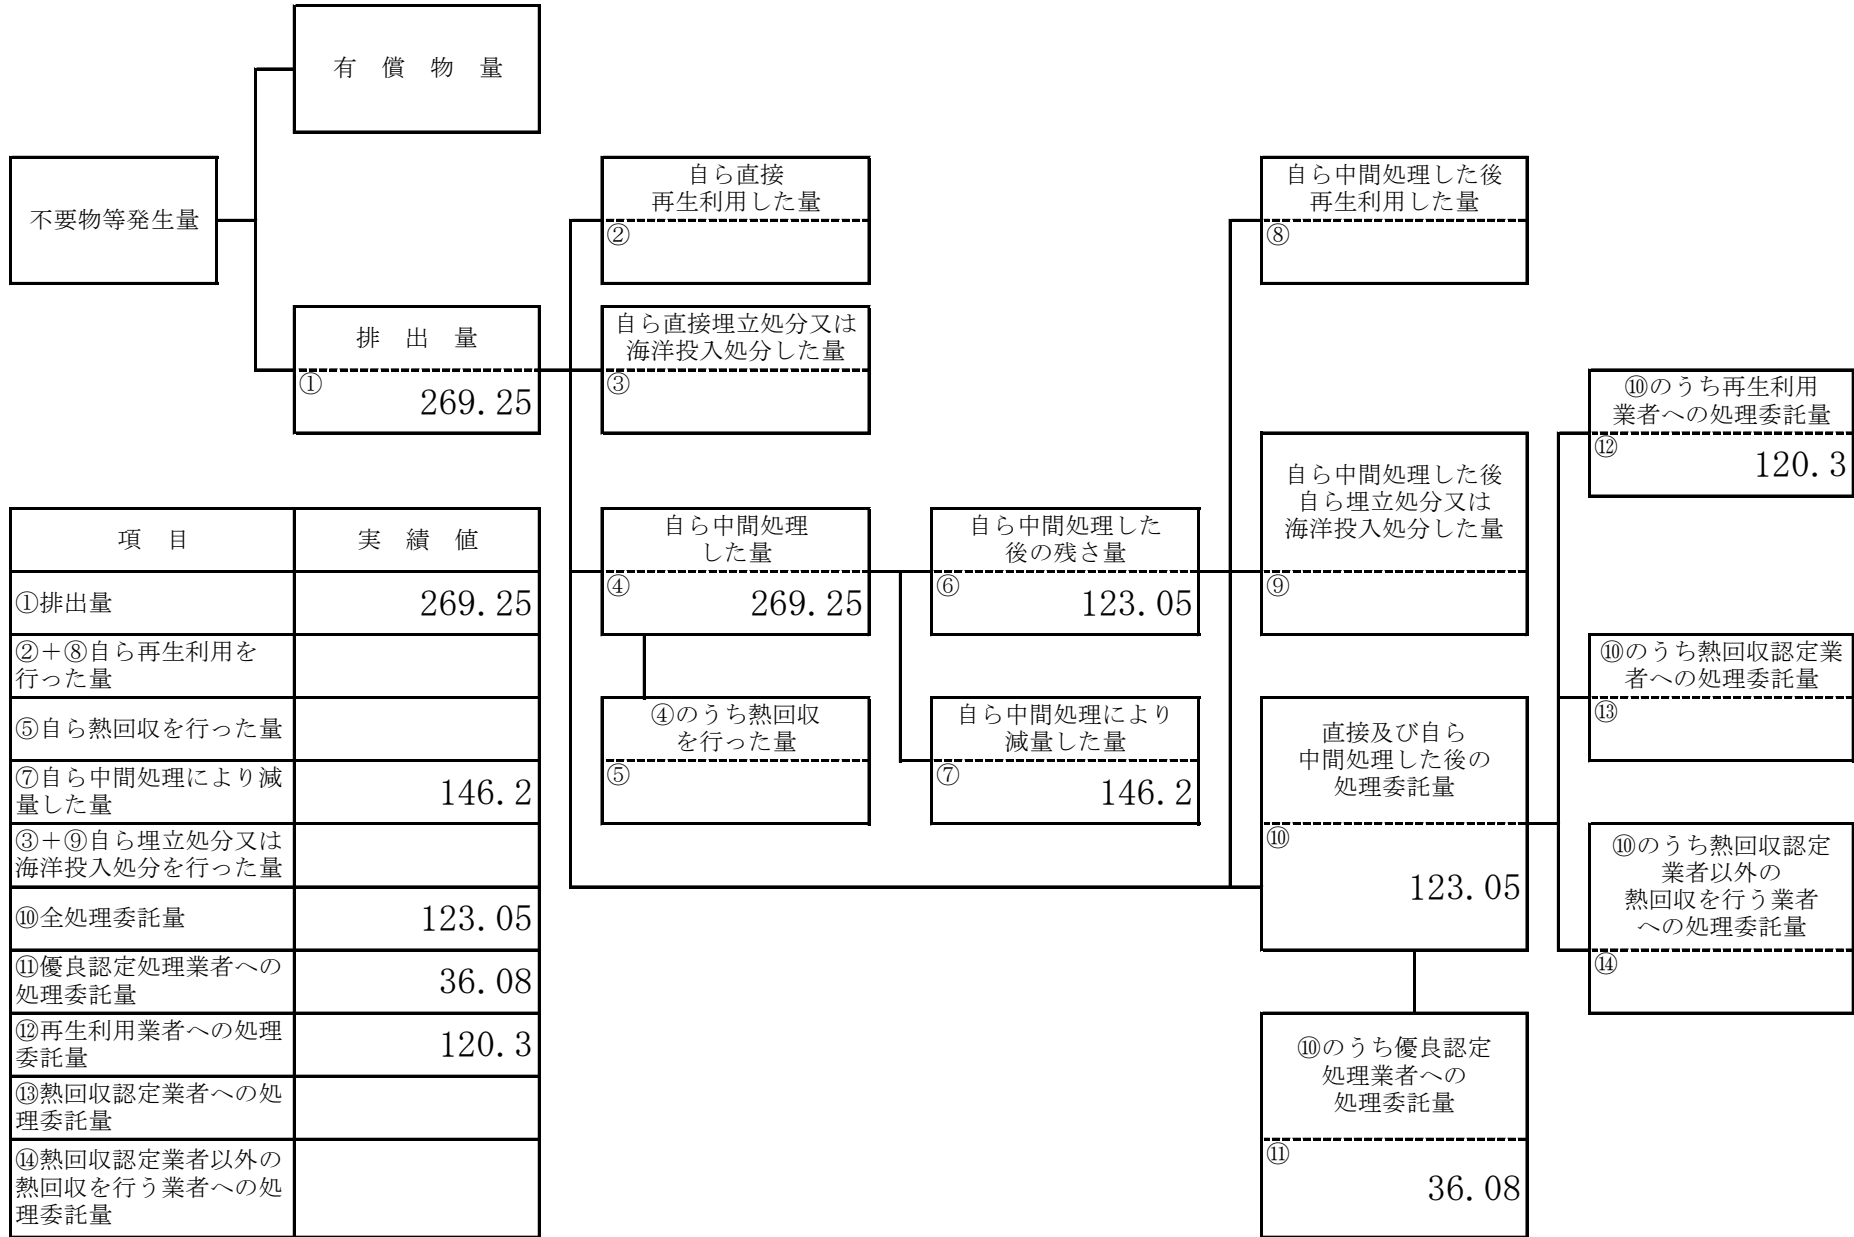 有 償 物 量
不要物等発生量
排 出 量
①
269.25
自ら直接
再生利用した量
②
自ら直接埋立処分又は
海洋投入処分した量
③
自ら中間処理
した量
④
269.25
④のうち熱回収
を行った量
⑤
自ら中間処理した
後の残さ量
⑥
123.05
自ら中間処理により
減量した量
⑦
146.2
自ら中間処理した後
再生利用した量
⑧
自ら中間処理した後
自ら埋立処分又は
海洋投入処分した量
⑨
直接及び自ら
中間処理した後の
処理委託量
⑩
123.05
⑩のうち優良認定
処理業者への
処理委託量
⑪
36.08
⑩のうち再生利用
業者への処理委託量
⑫
120.3
⑩のうち熱回収認定業
者への処理委託量
⑬
⑩のうち熱回収認定
業者以外の
熱回収を行う業者
への処理委託量
⑭
項 目 実 績 値
①排出量 269.25
②＋⑧自ら再生利用を
行った量
⑤自ら熱回収を行った量
⑦自ら中間処理により減
量した量 146.2
③＋⑨自ら埋立処分又は
海洋投入処分を行った量
⑩全処理委託量 123.05
⑪優良認定処理業者への
処理委託量 36.08
⑫再生利用業者への処理
委託量 120.3
⑬熱回収認定業者への処
理委託量
⑭熱回収認定業者以外の
熱回収を行う業者への処
理委託量